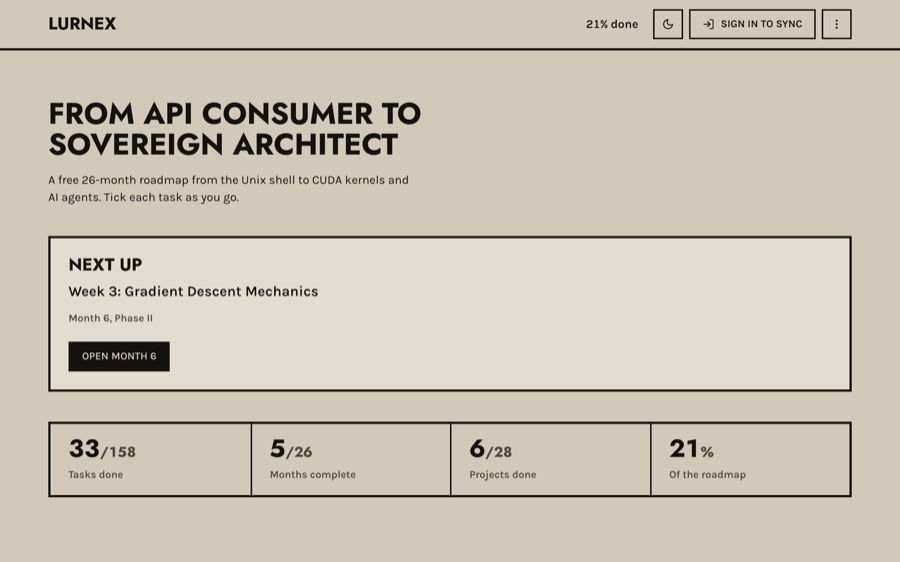 LURNEX
21% done
SIGN IN TO SYNC
FROM API CONSUMER TO
SOVEREIGN ARCHITECT
A free 26-month roadmap from the Unix shell to CUDA kernels and
AI agents. Tick each task as you go.
NEXT UP
Week 3: Gradient Descent Mechanics
Month 6, Phase II
OPEN MONTH 6
33/158
Tasks done
5/26
Months complete
6/28
Projects done
21%
Of the roadmap